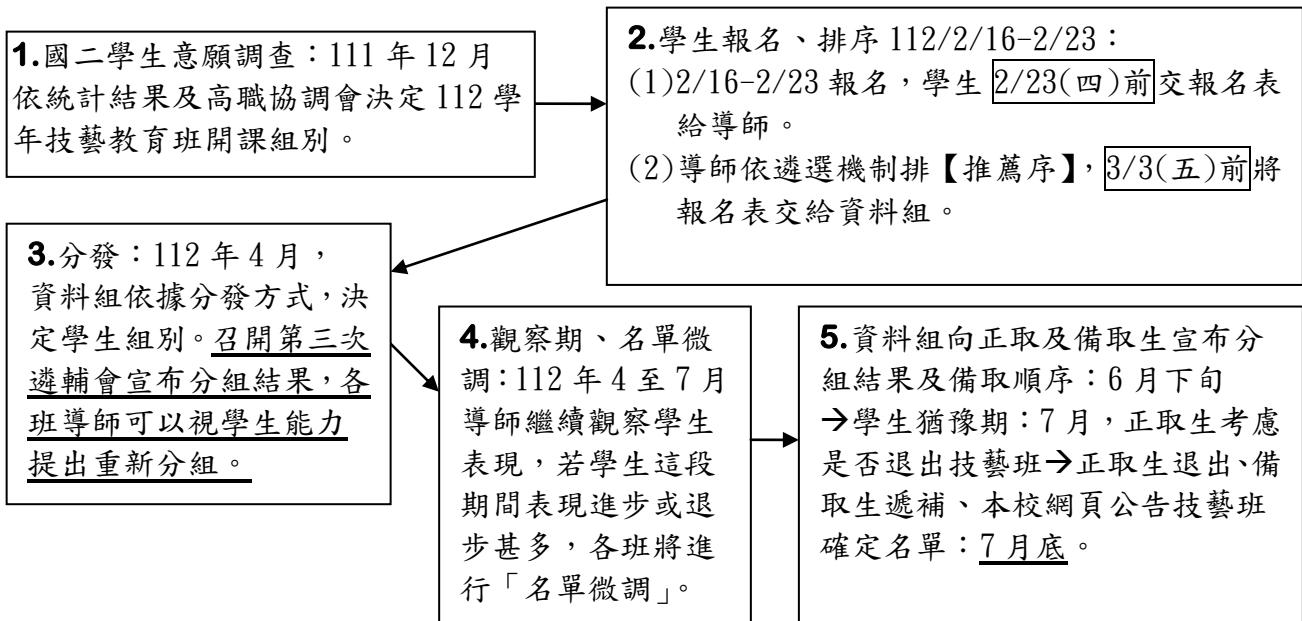 1.國二學生意願調查：111 年 12 月
依統計結果及高職協調會決定 112 學
年技藝教育班開課組別。
2.學生報名、排序 112/2/16-2/23：
(1)2/16-2/23 報名，學生 2/23(四)前交報名表
給導師。
(2)導師依遴選機制排【推薦序】，3/3(五)前將
報名表交給資料組。
3.分發：112 年 4 月，
資料組依據分發方式，決
定學生組別。召開第三次
遴輔會宣布分組結果，各
班導師可以視學生能力
提出重新分組。
4.觀察期、名單微
調：112 年 4 至 7 月
導師繼續觀察學生
表現，若學生這段
期間表現進步或退
步甚多，各班將進
行「名單微調」。
5.資料組向正取及備取生宣布分
組結果及備取順序：6 月下旬
→學生猶豫期：7 月，正取生考慮
是否退出技藝班→正取生退出、備
取生遞補、本校網頁公告技藝班
確定名單：7 月底。